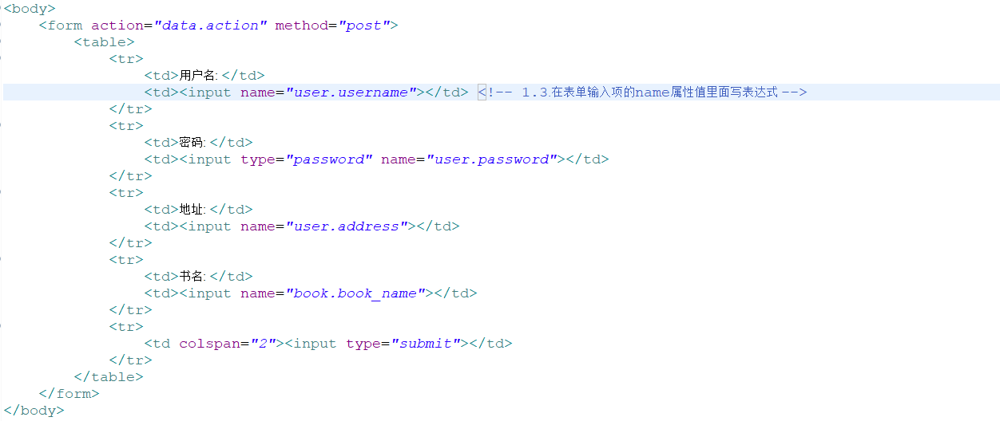 <body>
<form action="data.action" method="post">
<table>
<tr>
<td>用户名: </td>
<td><input name="user.username"></td> <!-- 1.3.在表单输入项的name属性值里面写表达式 -->
</tr>
<tr>
<td>密码: </td>
<td><input type="password" name="user.password"></td>
</tr>
<tr>
<td>地址: </td>
<td><input name="user.address"></td>
</tr>
<tr>
<td>书名: </td>
<td><input name="book.book_name"></td>
</tr>
<tr>
<td colspan="2"><input type="submit"></td>
</tr>
</table>
</form>
</body>